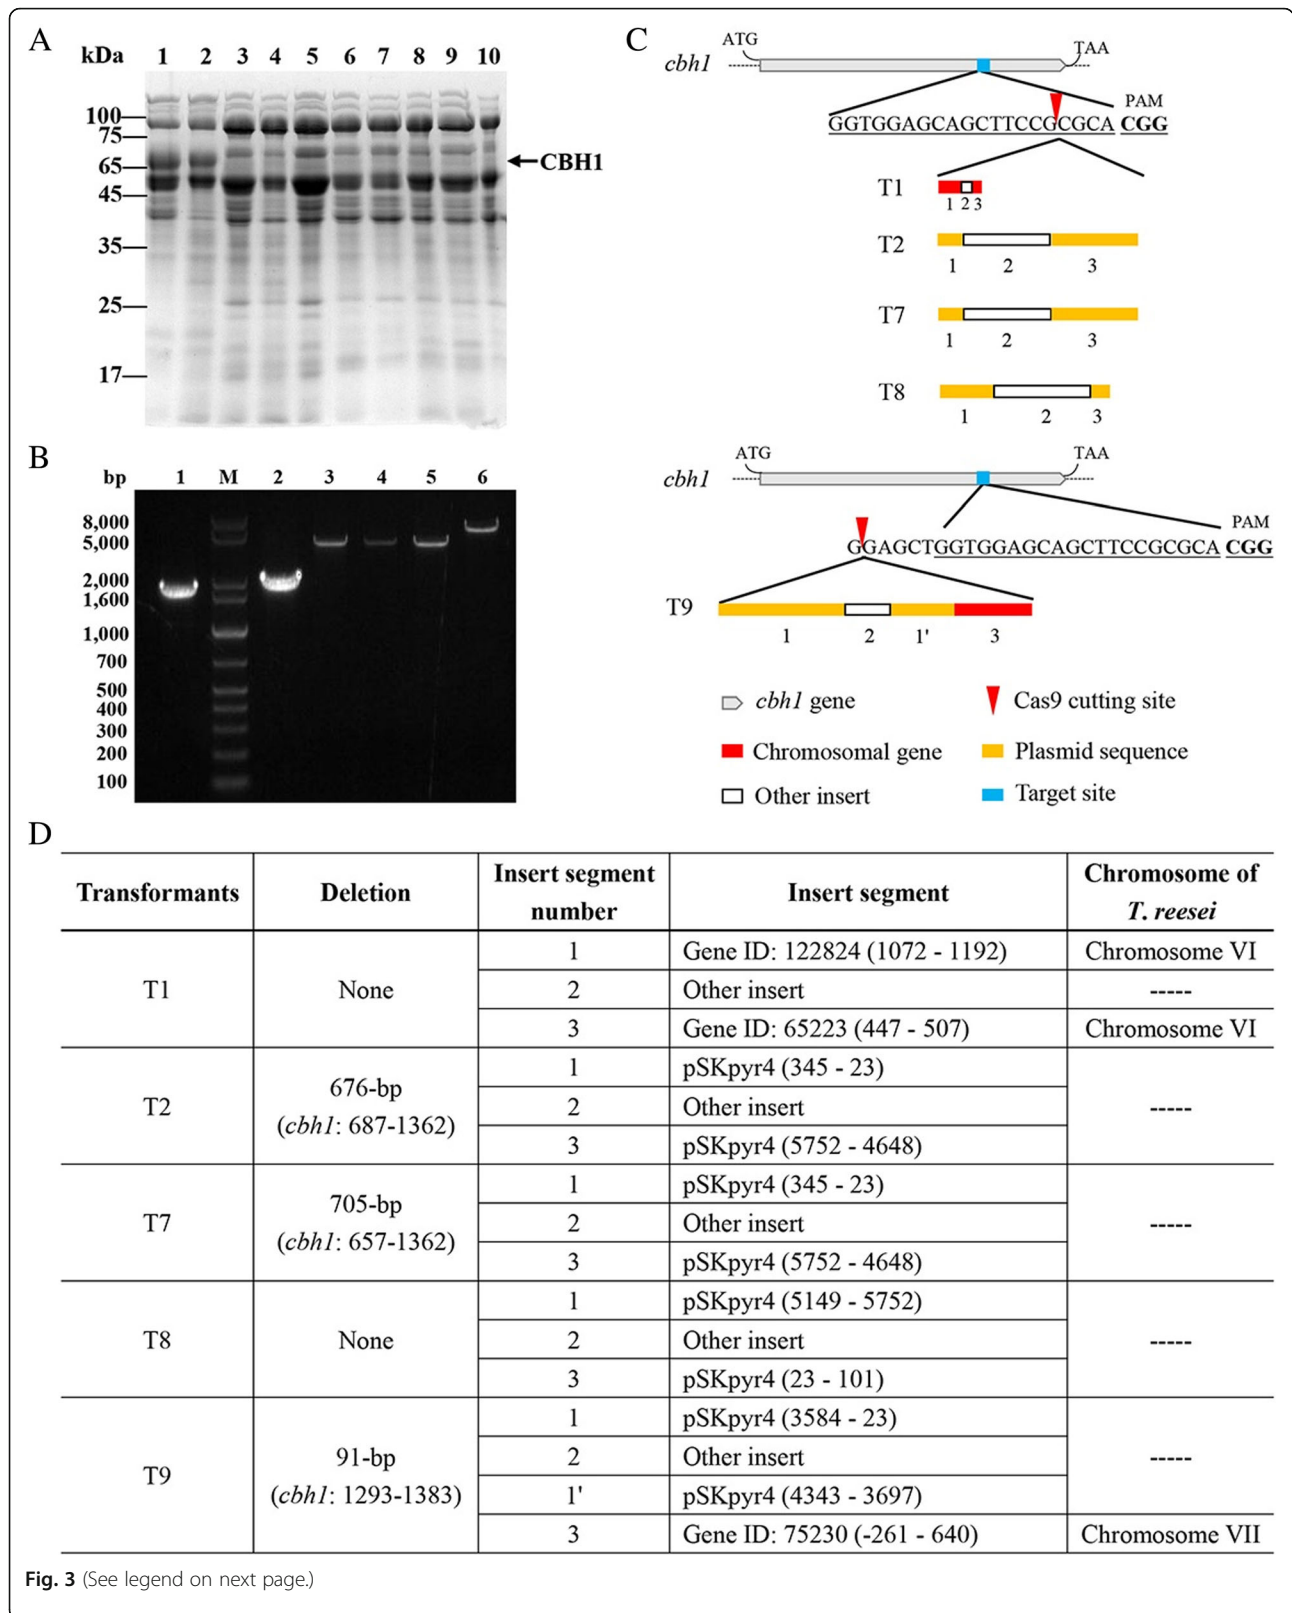 A
kDa 1 2 3 4 5 6 7 8 9 10
100
75
65
45
35
25
17
CBH1
B
bp 1 M 2 3 4 5 6
8,000
5,000
2,000
1,600
1,000
700
500
400
300
200
100
C
ATG
TAA
cbh1
PAM
GGTGGAGCAGCTTCCGCGCA CGG
T1
1 2 3
T2
1 2 3
T7
1 2 3
T8
1 2 3
ATG
TAA
cbh1
PAM
GGAGCTGGTGGAGCAGCTTCCGCGCA CGG
T9
1 2 1' 3
cbh1 gene
Cas9 cutting site
Chromosomal gene
Plasmid sequence
Other insert
Target site
D
Transformants Deletion Insert segment number Insert segment Chromosome of T. reesei
T1 None 1 Gene ID: 122824 (1072 - 1192) Chromosome VI
2 Other insert -----
3 Gene ID: 65223 (447 - 507) Chromosome VI
T2 676-bp (cbh1: 687-1362) 1 pSKpyr4 (345 - 23) -----
2 Other insert
3 pSKpyr4 (5752 - 4648)
T7 705-bp (cbh1: 657-1362) 1 pSKpyr4 (345 - 23) -----
2 Other insert
3 pSKpyr4 (5752 - 4648)
T8 None 1 pSKpyr4 (5149 - 5752) -----
2 Other insert
3 pSKpyr4 (23 - 101)
T9 91-bp (cbh1: 1293-1383) 1 pSKpyr4 (3584 - 23) -----
2 Other insert
1' pSKpyr4 (4343 - 3697)
3 Gene ID: 75230 (-261 - 640) Chromosome VII
Fig. 3 (See legend on next page.)